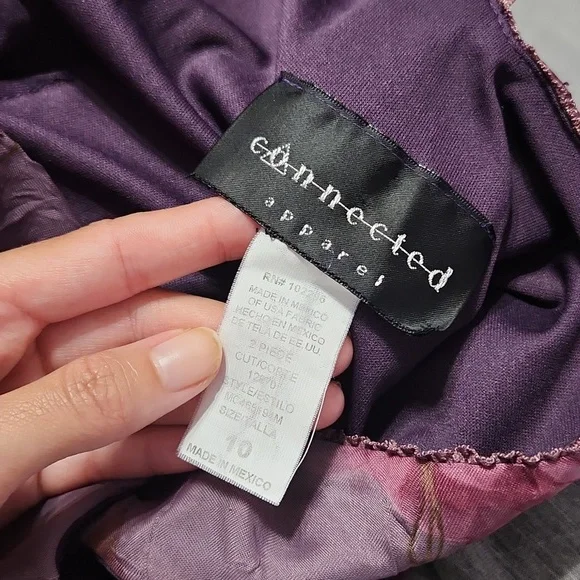 connected
apparel
RN#
MADE IN MEXICO
OF USA FABRIC
HECHO EN MEXICO
DE TELA DE EE.UU.
2 PIECE
CUT/CORTE
STYLE/ESTILO
SIZE/TALLA
10
MADE IN MEXICO